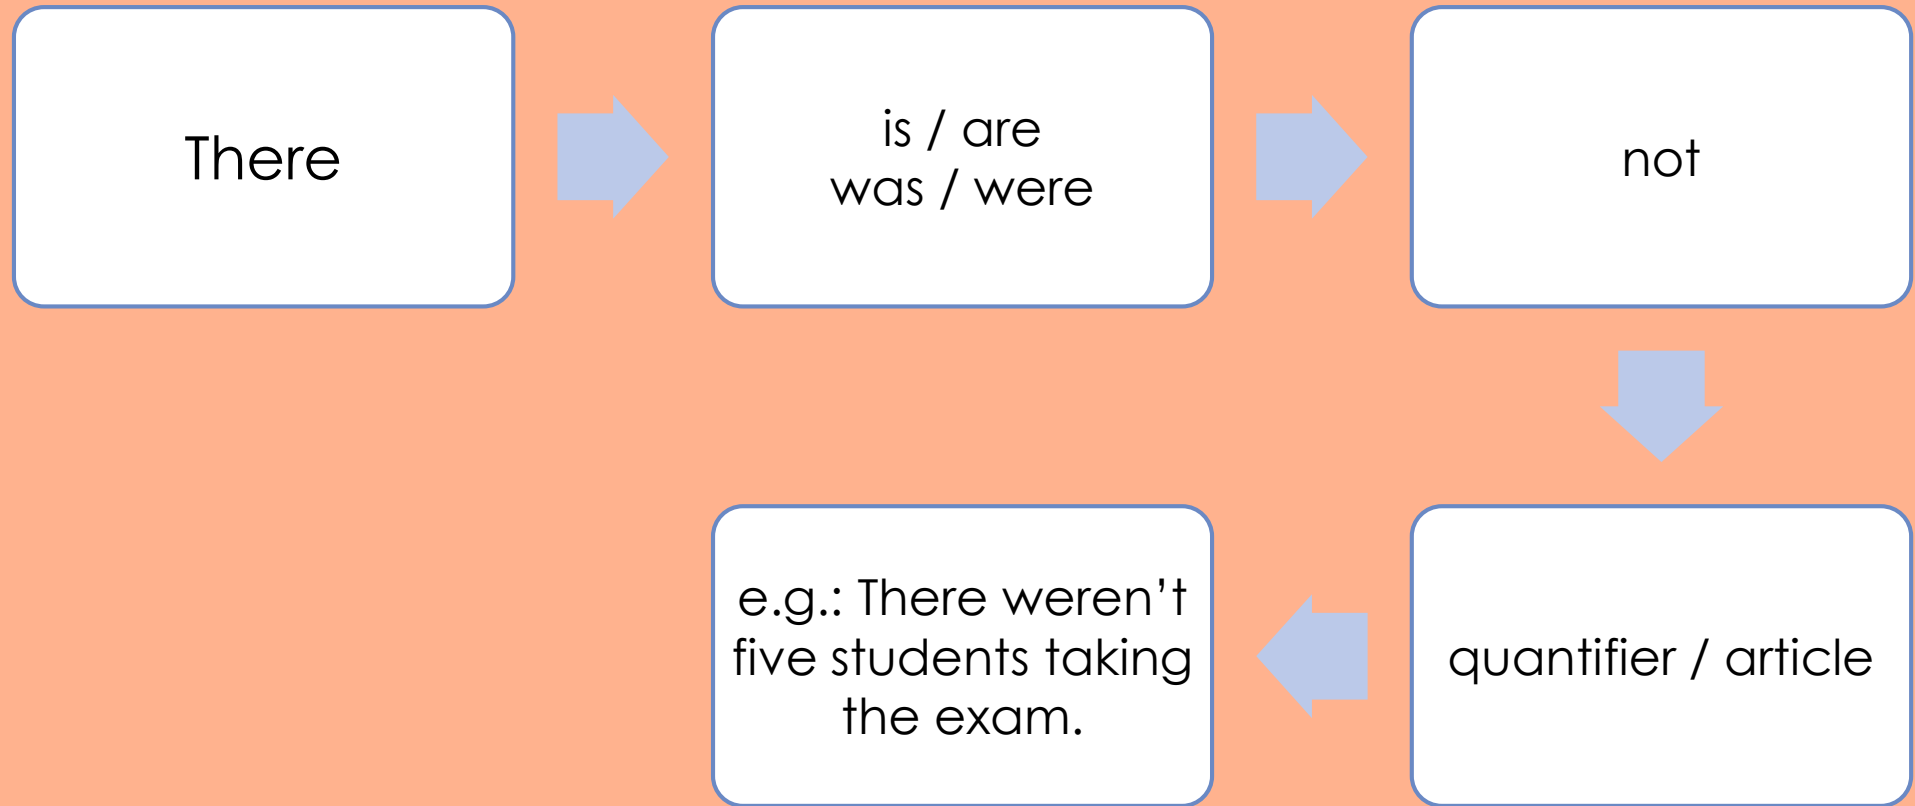 There
is / are
was / were
not
quantifier / article
e.g.: There weren’t
five students taking
the exam.